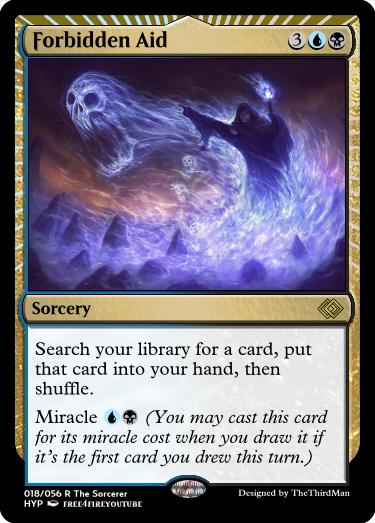 Forbidden Aid 3
Sorcery
Search your library for a card, put
that card into your hand, then
shuffle.
Miracle (You may cast this card
for its miracle cost when you draw it if
it's the first card you drew this turn.)
018/056 R The Sorcerer
HYP FREE4FIREYOUTUBE
Designed by TheThirdMan